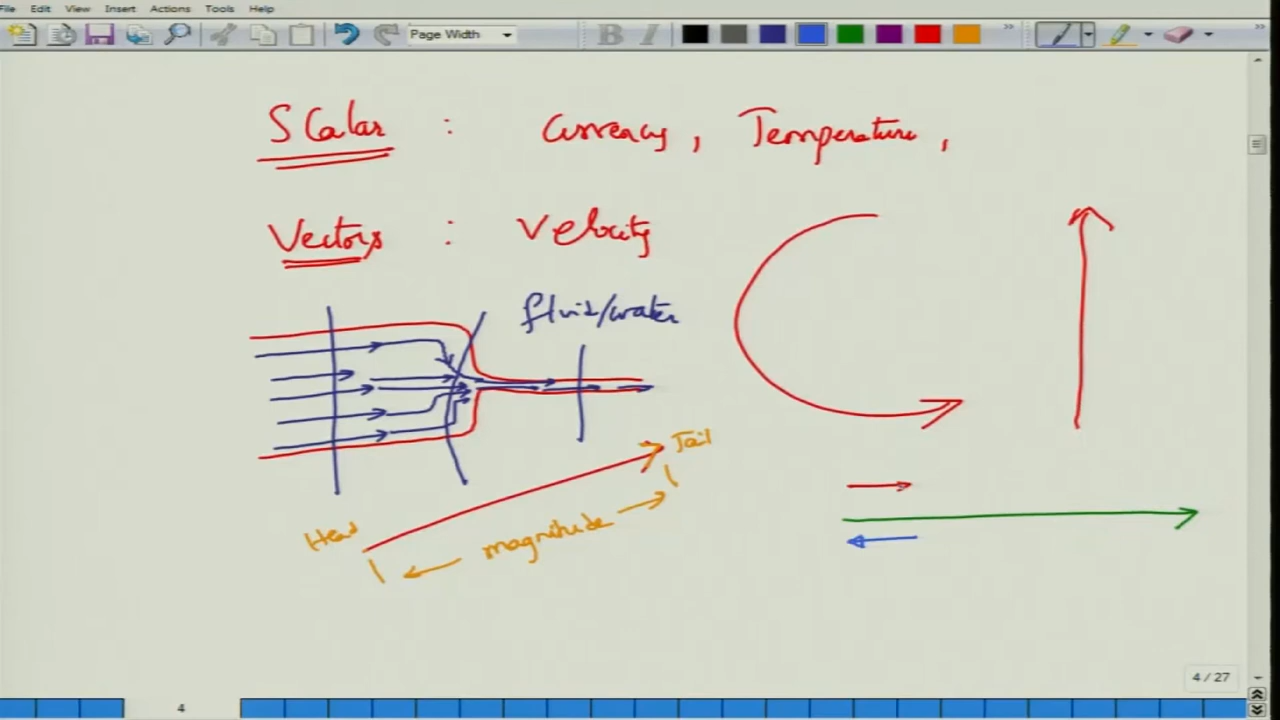 File Edit View Insert Actions Tools Help
Page Width
B I
Scalar : Currency, Temperature,
Vectors : Velocity
fluid/water
Tail
Head
magnitude
4/27
4